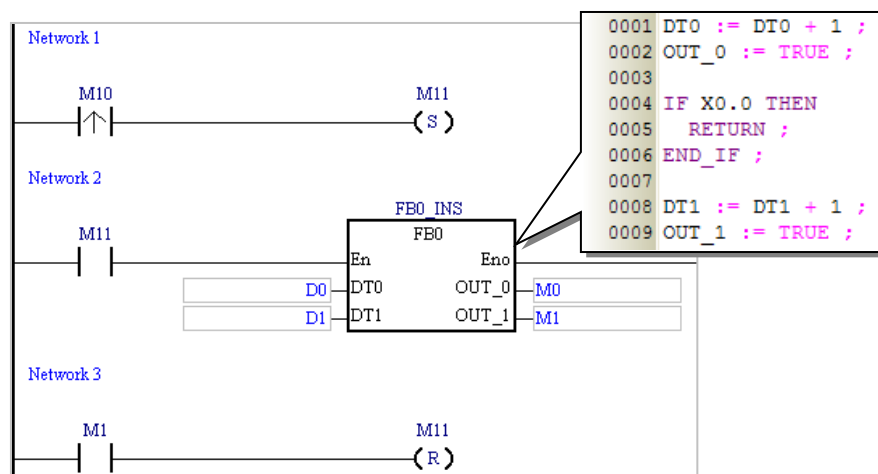 Network 1
M10
M11
( S )
Network 2
M11
FB0_INS
FB0
En
Eno
D0
DT0
OUT_0
M0
D1
DT1
OUT_1
M1
Network 3
M1
M11
( R )
0001 DT0 := DT0 + 1 ;
0002 OUT_0 := TRUE ;
0003
0004 IF X0.0 THEN
0005 RETURN ;
0006 END_IF ;
0007
0008 DT1 := DT1 + 1 ;
0009 OUT_1 := TRUE ;